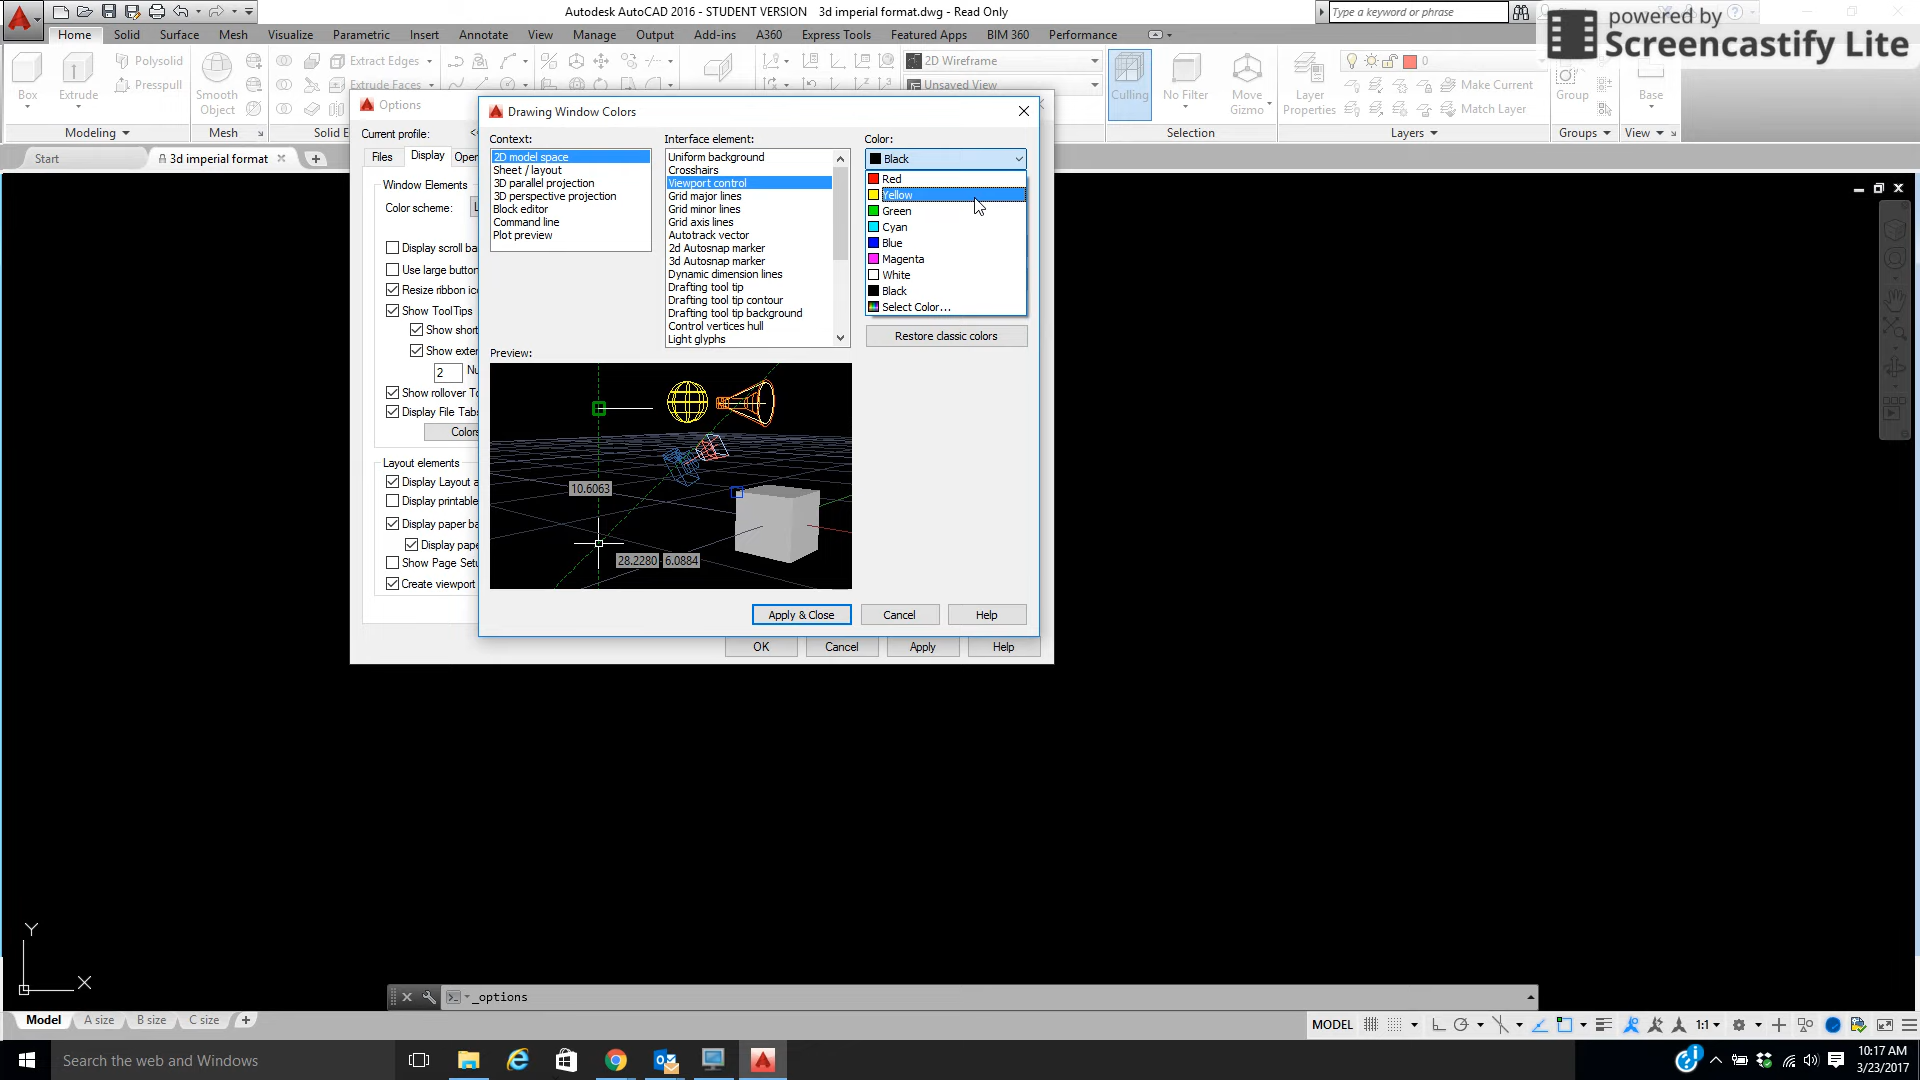 Autodesk AutoCAD 2016 - STUDENT VERSION 3d imperial format.dwg - Read Only
Type a keyword or phrase
powered by
Screencastify Lite
Home Solid Surface Mesh Visualize Parametric Insert Annotate View Manage Output Add-ins A360 Express Tools Featured Apps BIM 360 Performance
Box
Extrude
Polysolid
Presspull
Smooth
Object
Extrude Edges
Extrude Faces
2D Wireframe
Unsaved View
Culling
No Filter
Move
Gizmo
Layer
Properties
0
Make Current
Match Layer
Group
Base
Modeling
Mesh
Solid E
Selection
Layers
Groups
View
Start
3d imperial format
Options
Current profile:
Files Display Open
Window Elements
Color scheme:
Display scroll ba
Use large button
Resize ribbon ic
Show ToolTips
Show short
Show exten
2
Show rollover To
Display File Tabs
Colors
Layout elements
Display Layout a
Display printable
Display paper ba
Display pape
Show Page Setu
Create viewport
OK
Cancel
Apply
Help
Drawing Window Colors
Context:
2D model space
Sheet / layout
3D parallel projection
3D perspective projection
Block editor
Command line
Plot preview
Interface element:
Uniform background
Crosshairs
Viewport control
Grid major lines
Grid minor lines
Grid axis lines
Autotrack vector
2d Autosnap marker
3d Autosnap marker
Dynamic dimension lines
Drafting tool tip
Drafting tool tip contour
Drafting tool tip background
Control vertices hull
Light glyphs
Color:
Black
Red
Yellow
Green
Cyan
Blue
Magenta
White
Black
Select Color...
Restore classic colors
Preview:
10.6063
28.2280 6.0884
Apply & Close
Cancel
Help
Y
X
_options
Model A size B size C size
MODEL
1:1
Search the web and Windows
10:17 AM
3/23/2017